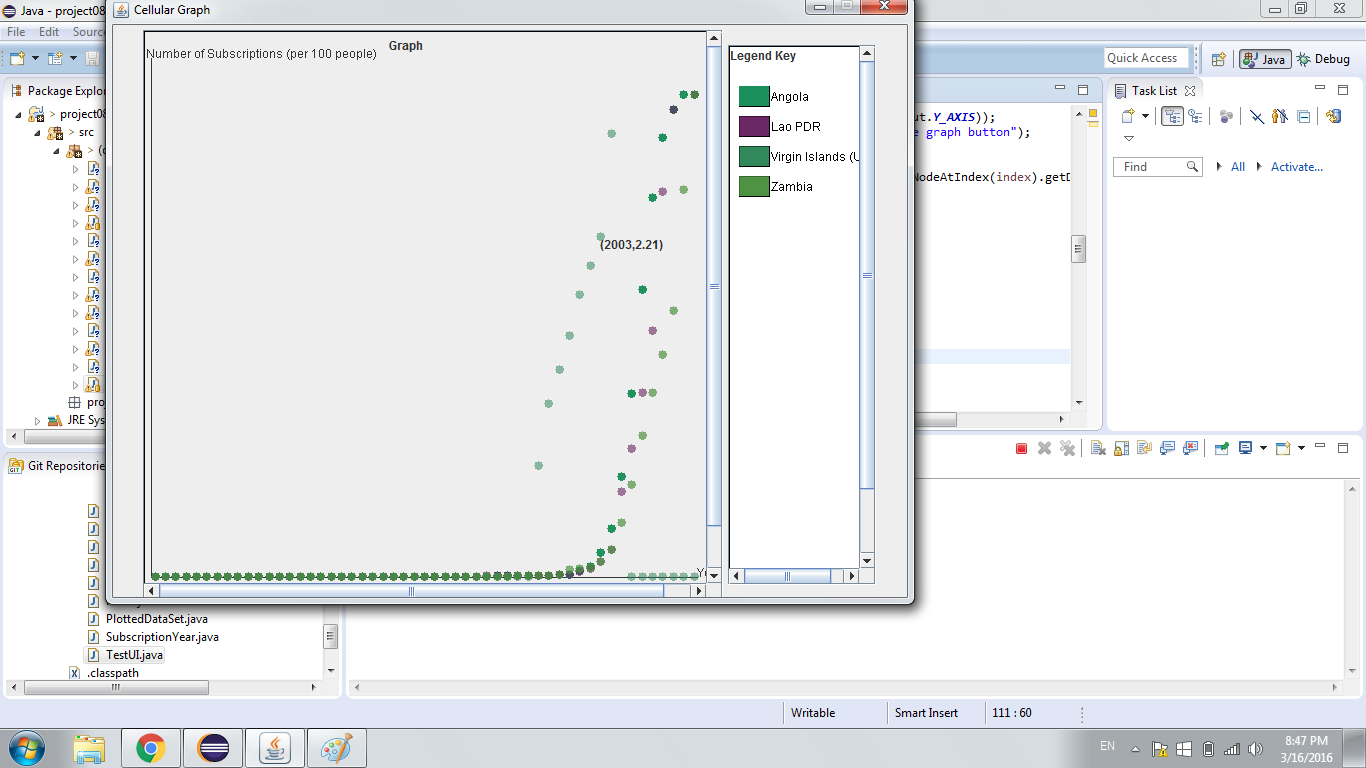 Java - project08
Cellular Graph
File Edit Sourc
Quick Access
Java
Debug
Package Explor
project08
src
pro
JRE Sys
Git Repositorie
PlottedDataSet.java
SubscriptionYear.java
TestUI.java
.classpath
Graph
Number of Subscriptions (per 100 people)
(2003,2.21)
Legend Key
Angola
Lao PDR
Virgin Islands (U
Zambia
ut.Y_AXIS));
e graph button");
NodeAtIndex(index).getD
Task List
Find
All
Activate...
Writable
Smart Insert
111 : 60
EN
8:47 PM
3/16/2016